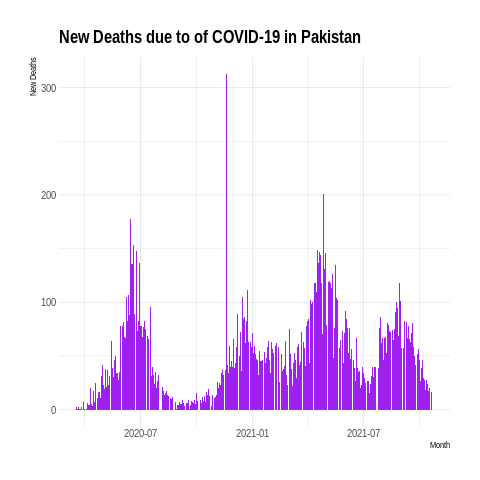 New Deaths due to of COVID-19 in Pakistan
New Deaths
300
200
100
0
2020-07
2021-01
2021-07
Month